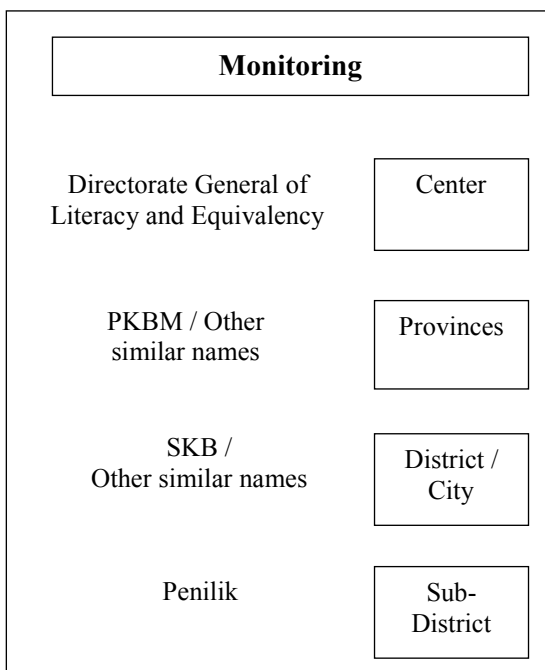 Monitoring
Directorate General of
Literacy and Equivalency
Center
PKBM / Other
similar names
Provinces
SKB /
Other similar names
District /
City
Penilik
Sub-
District